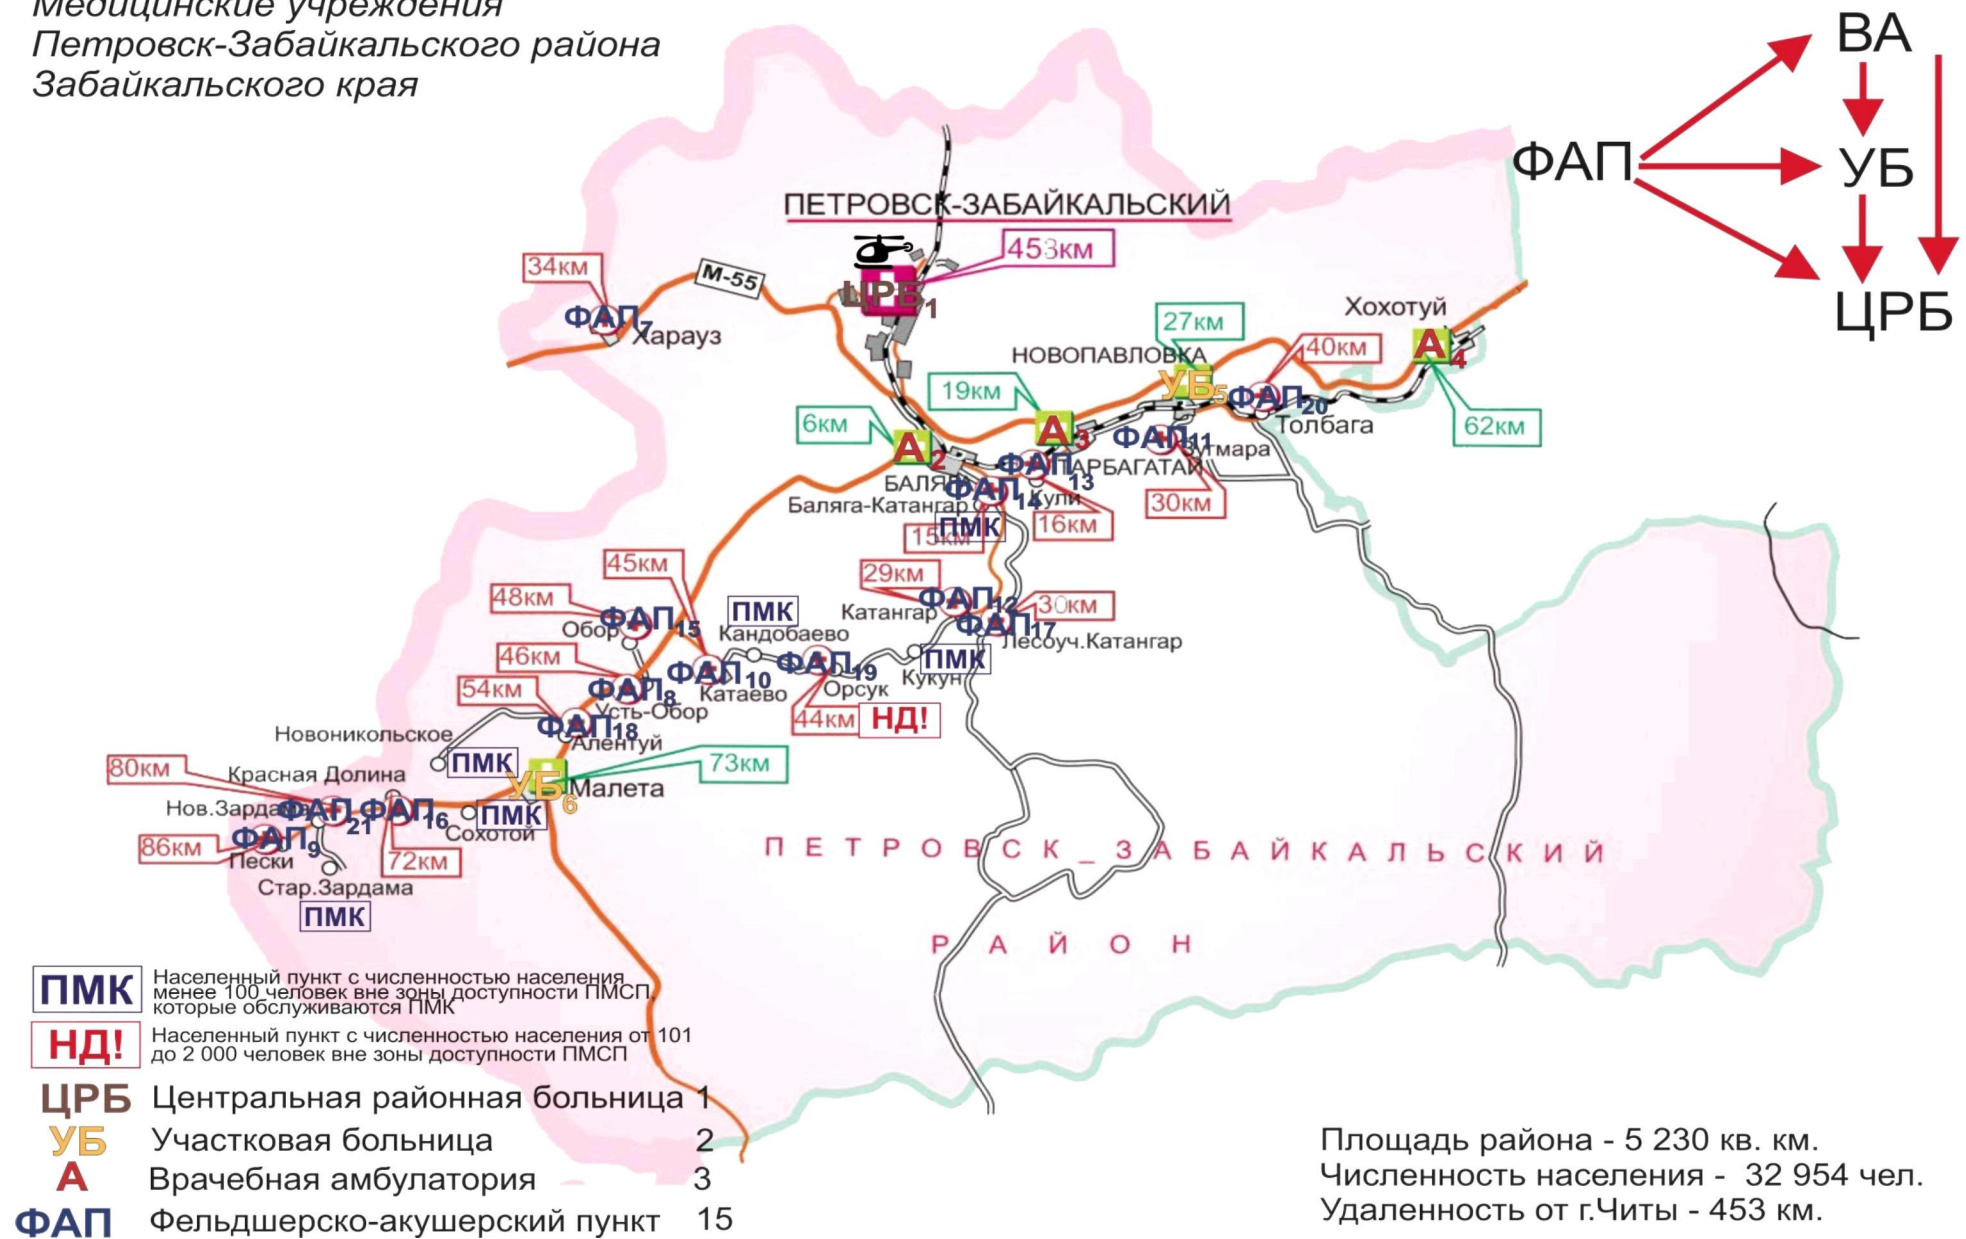 Медицинские учреждения
Петровск-Забайкальского района
Забайкальского края
ВА
ФАП
УБ
ЦРБ
ПЕТРОВСК-ЗАБАЙКАЛЬСКИЙ
453км
34км
М-55
ЦРБ1
ФАП7
Харауз
Хохотуй
27км
НОВОПАВЛОВКА
40км
А4
19км
УБ5
ФАП20
Толбага
62км
6км
А2
А3
ФАП11
Зугмара
ТАРБАГАТАЙ
ФАП13
БАЛЯГА
ФАП14
Кули
Баляга-Катангар
ПМК
15км
16км
30км
45км
29км
48км
ФАП15
Обор
ПМК
Кандобаево
Катангар
ФАП12
30км
ФАП17
Лесоуч.Катангар
46км
ФАП10
Катаево
ФАП19
Орсук
Кукун
ПМК
54км
ФАП8
Усть-Обор
44км
НД!
ФАП18
Алентуй
Новоникольское
ПМК
73км
80км
Красная Долина
УБ6
Малета
Нов.Зардама
ФАП21
ФАП16
Сохотой
ПМК
86км
ФАП9
Пески
72км
Стар.Зардама
ПМК
ПЕТРОВСК_ЗАБАЙКАЛЬСКИЙ
РАЙОН
ПМК Населенный пункт с численностью населения
менее 100 человек вне зоны доступности ПМСП,
которые обслуживаются ПМК
НД! Населенный пункт с численностью населения от 101
до 2 000 человек вне зоны доступности ПМСП
ЦРБ Центральная районная больница 1
УБ Участковая больница 2
А Врачебная амбулатория 3
ФАП Фельдшерско-акушерский пункт 15
Площадь района - 5 230 кв. км.
Численность населения - 32 954 чел.
Удаленность от г.Читы - 453 км.